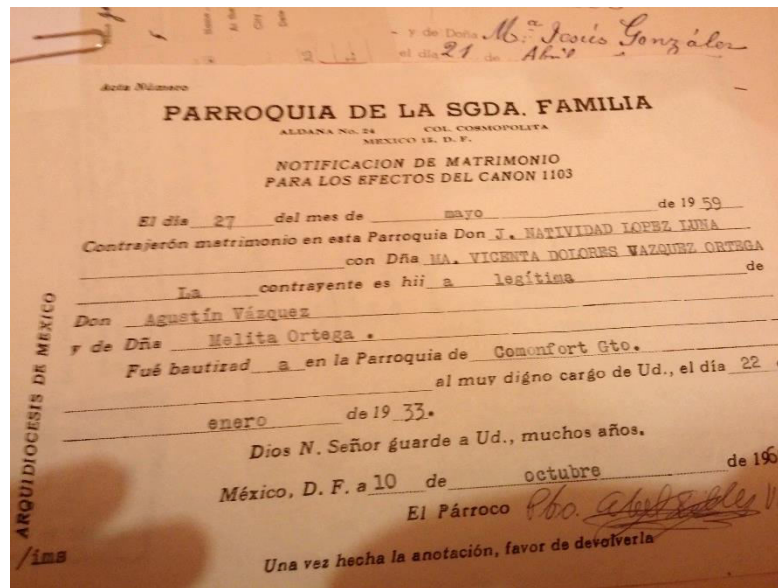 - y de Doña M.ª Jesús González
el día 21 de Abril
Acta Número
PARROQUIA DE LA SGDA. FAMILIA
ALDANA No. 24 COL. COSMOPOLITA
MEXICO 15, D. F.
NOTIFICACION DE MATRIMONIO
PARA LOS EFECTOS DEL CANON 1103
El día 27 del mes de mayo de 19 59
Contrajerón matrimonio en esta Parroquia Don J. NATIVIDAD LOPEZ LUNA
con Dña MA. VICENTA DOLORES VAZQUEZ ORTEGA
La contrayente es hij a legítima de
Don Agustín Vázquez
y de Dña Melita Ortega .
Fué bautizad a en la Parroquia de Comonfort Gto.
al muy digno cargo de Ud., el día 22
enero de 19 33.
Dios N. Señor guarde a Ud., muchos años.
México, D. F. a 10 de octubre de 196
El Párroco Pbo.
Una vez hecha la anotación, favor de devolverla
/ims
ARQUIDIOCESIS DE MEXICO